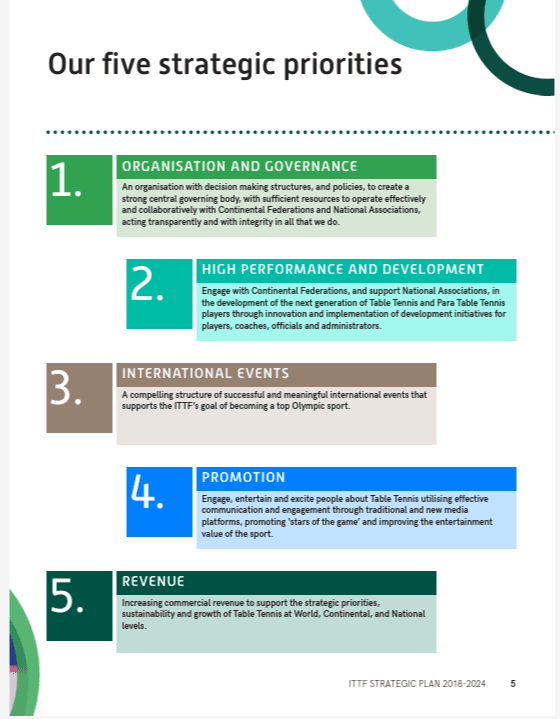 Our five strategic priorities
1.
ORGANISATION AND GOVERNANCE
An organisation with decision making structures, and policies, to create a
strong central governing body, with sufficient resources to operate effectively
and collaboratively with Continental Federations and National Associations,
acting transparently and with integrity in all that we do.
2.
HIGH PERFORMANCE AND DEVELOPMENT
Engage with Continental Federations, and support National Associations, in
the development of the next generation of Table Tennis and Para Table Tennis
players through innovation and implementation of development initiatives for
players, coaches, officials and administrators.
3.
INTERNATIONAL EVENTS
A compelling structure of successful and meaningful international events that
supports the ITTF's goal of becoming a top Olympic sport.
4.
PROMOTION
Engage, entertain and excite people about Table Tennis utilising effective
communication and engagement through traditional and new media
platforms, promoting 'stars of the game' and improving the entertainment
value of the sport.
5.
REVENUE
Increasing commercial revenue to support the strategic priorities,
sustainability and growth of Table Tennis at World, Continental, and National
levels.
ITTF STRATEGIC PLAN 2018-2024 5